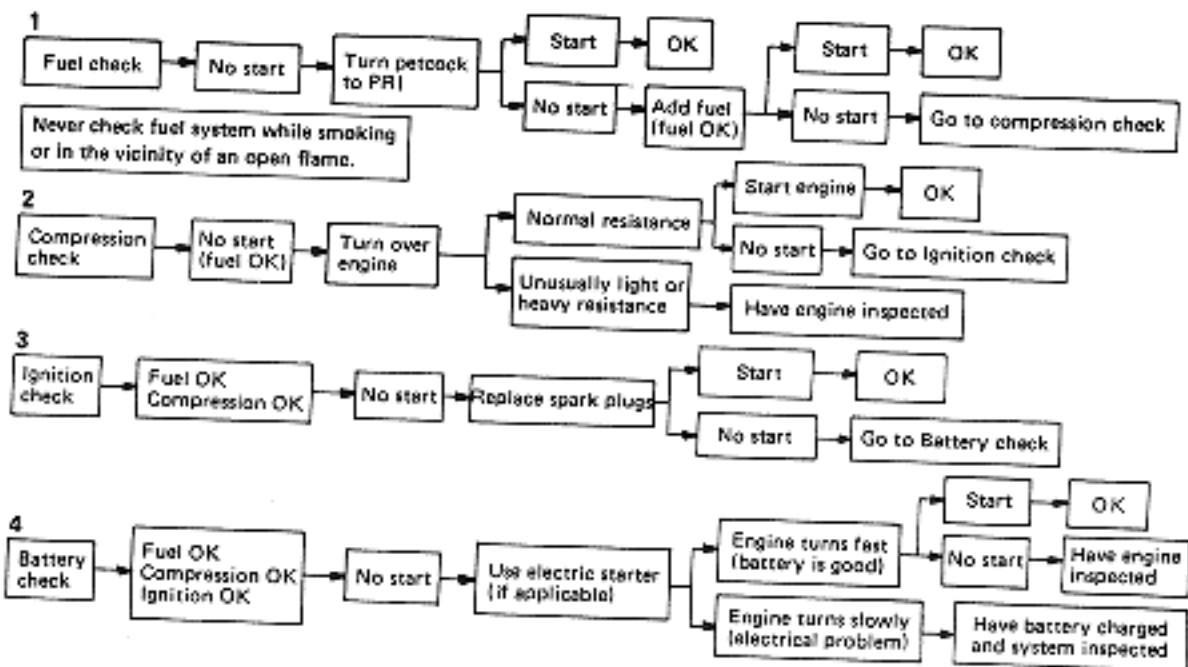 1
Fuel check
No start
Turn petcock
to PRI
Start
OK
No start
Add fuel
(fuel OK)
Start
OK
No start
Go to compression check
Never check fuel system while smoking
or in the vicinity of an open flame.
2
Compression
check
No start
(fuel OK)
Turn over
engine
Normal resistance
Start engine
OK
No start
Go to Ignition check
Unusually light or
heavy resistance
Have engine inspected
3
Ignition
check
Fuel OK
Compression OK
No start
Replace spark plugs
Start
OK
No start
Go to Battery check
4
Battery
check
Fuel OK
Compression OK
Ignition OK
No start
Use electric starter
(if applicable)
Engine turns fast
(battery is good)
Start
OK
No start
Have engine
inspected
Engine turns slowly
(electrical problem)
Have battery charged
and system inspected